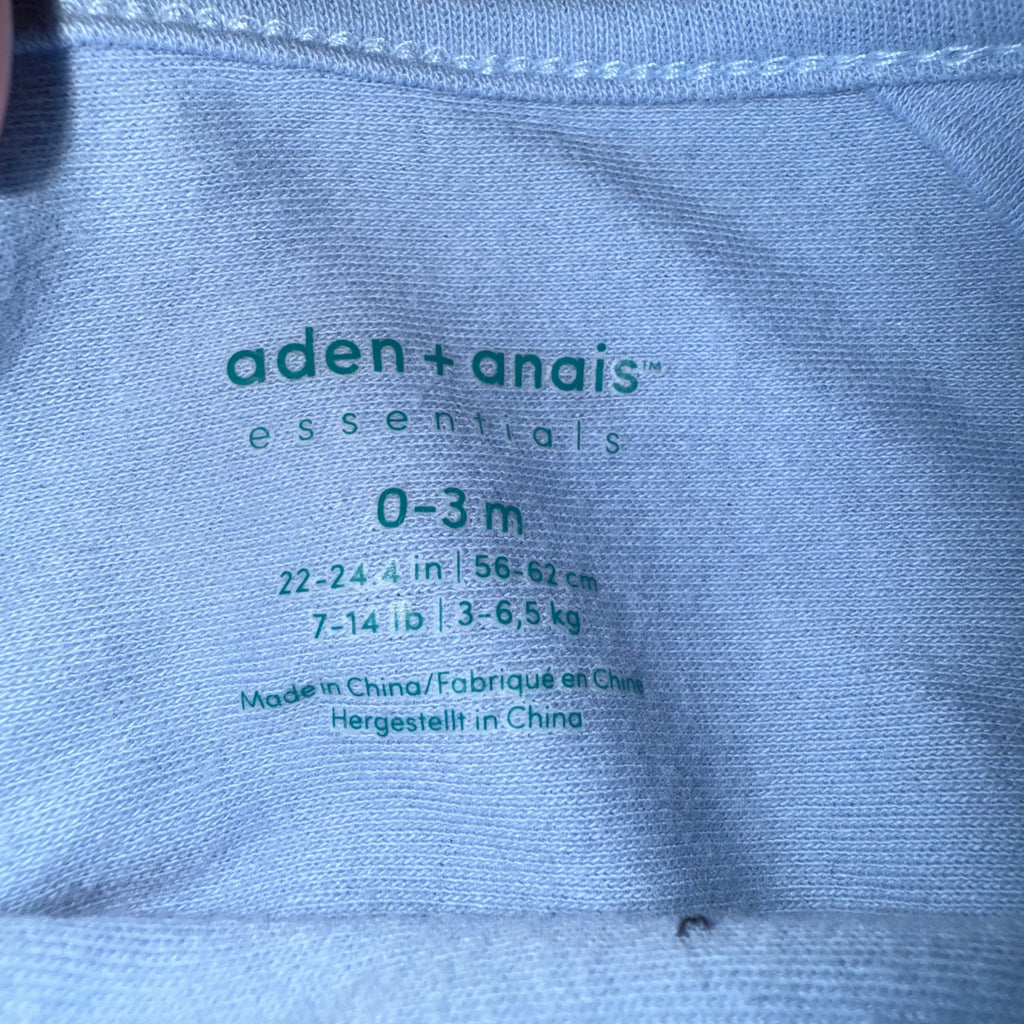 aden + anais™
essentials
0-3 m
22-24.4 in | 56-62 cm
7-14 lb | 3-6,5 kg
Made in China/Fabriqué en Chine
Hergestellt in China